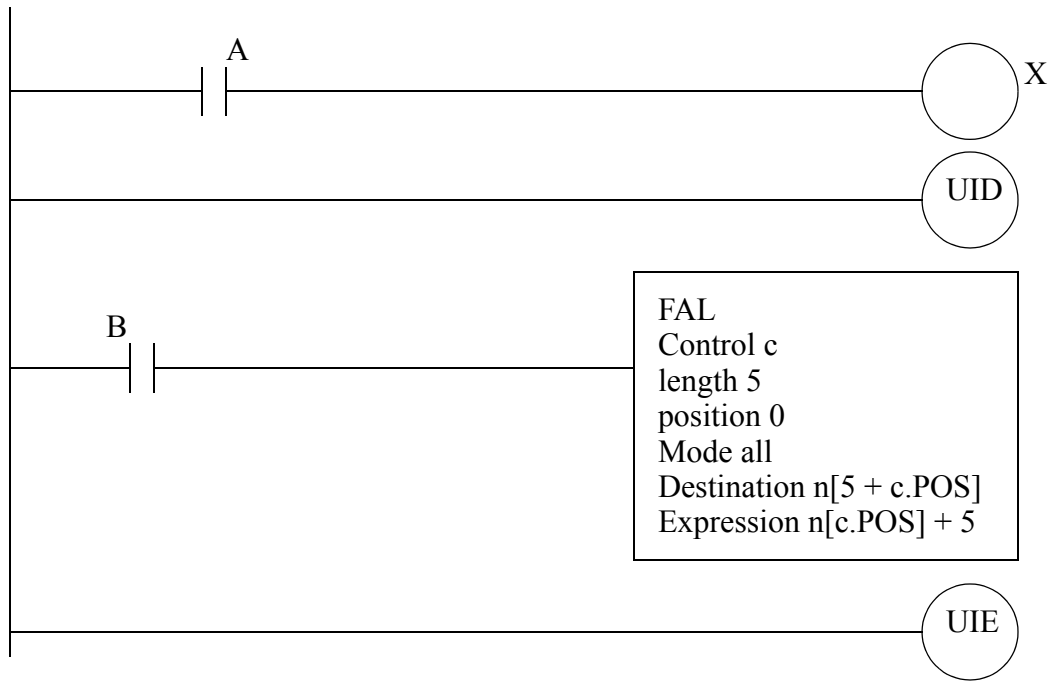 A
X
UID
B
FAL
Control c
length 5
position 0
Mode all
Destination n[5 + c.POS]
Expression n[c.POS] + 5
UIE